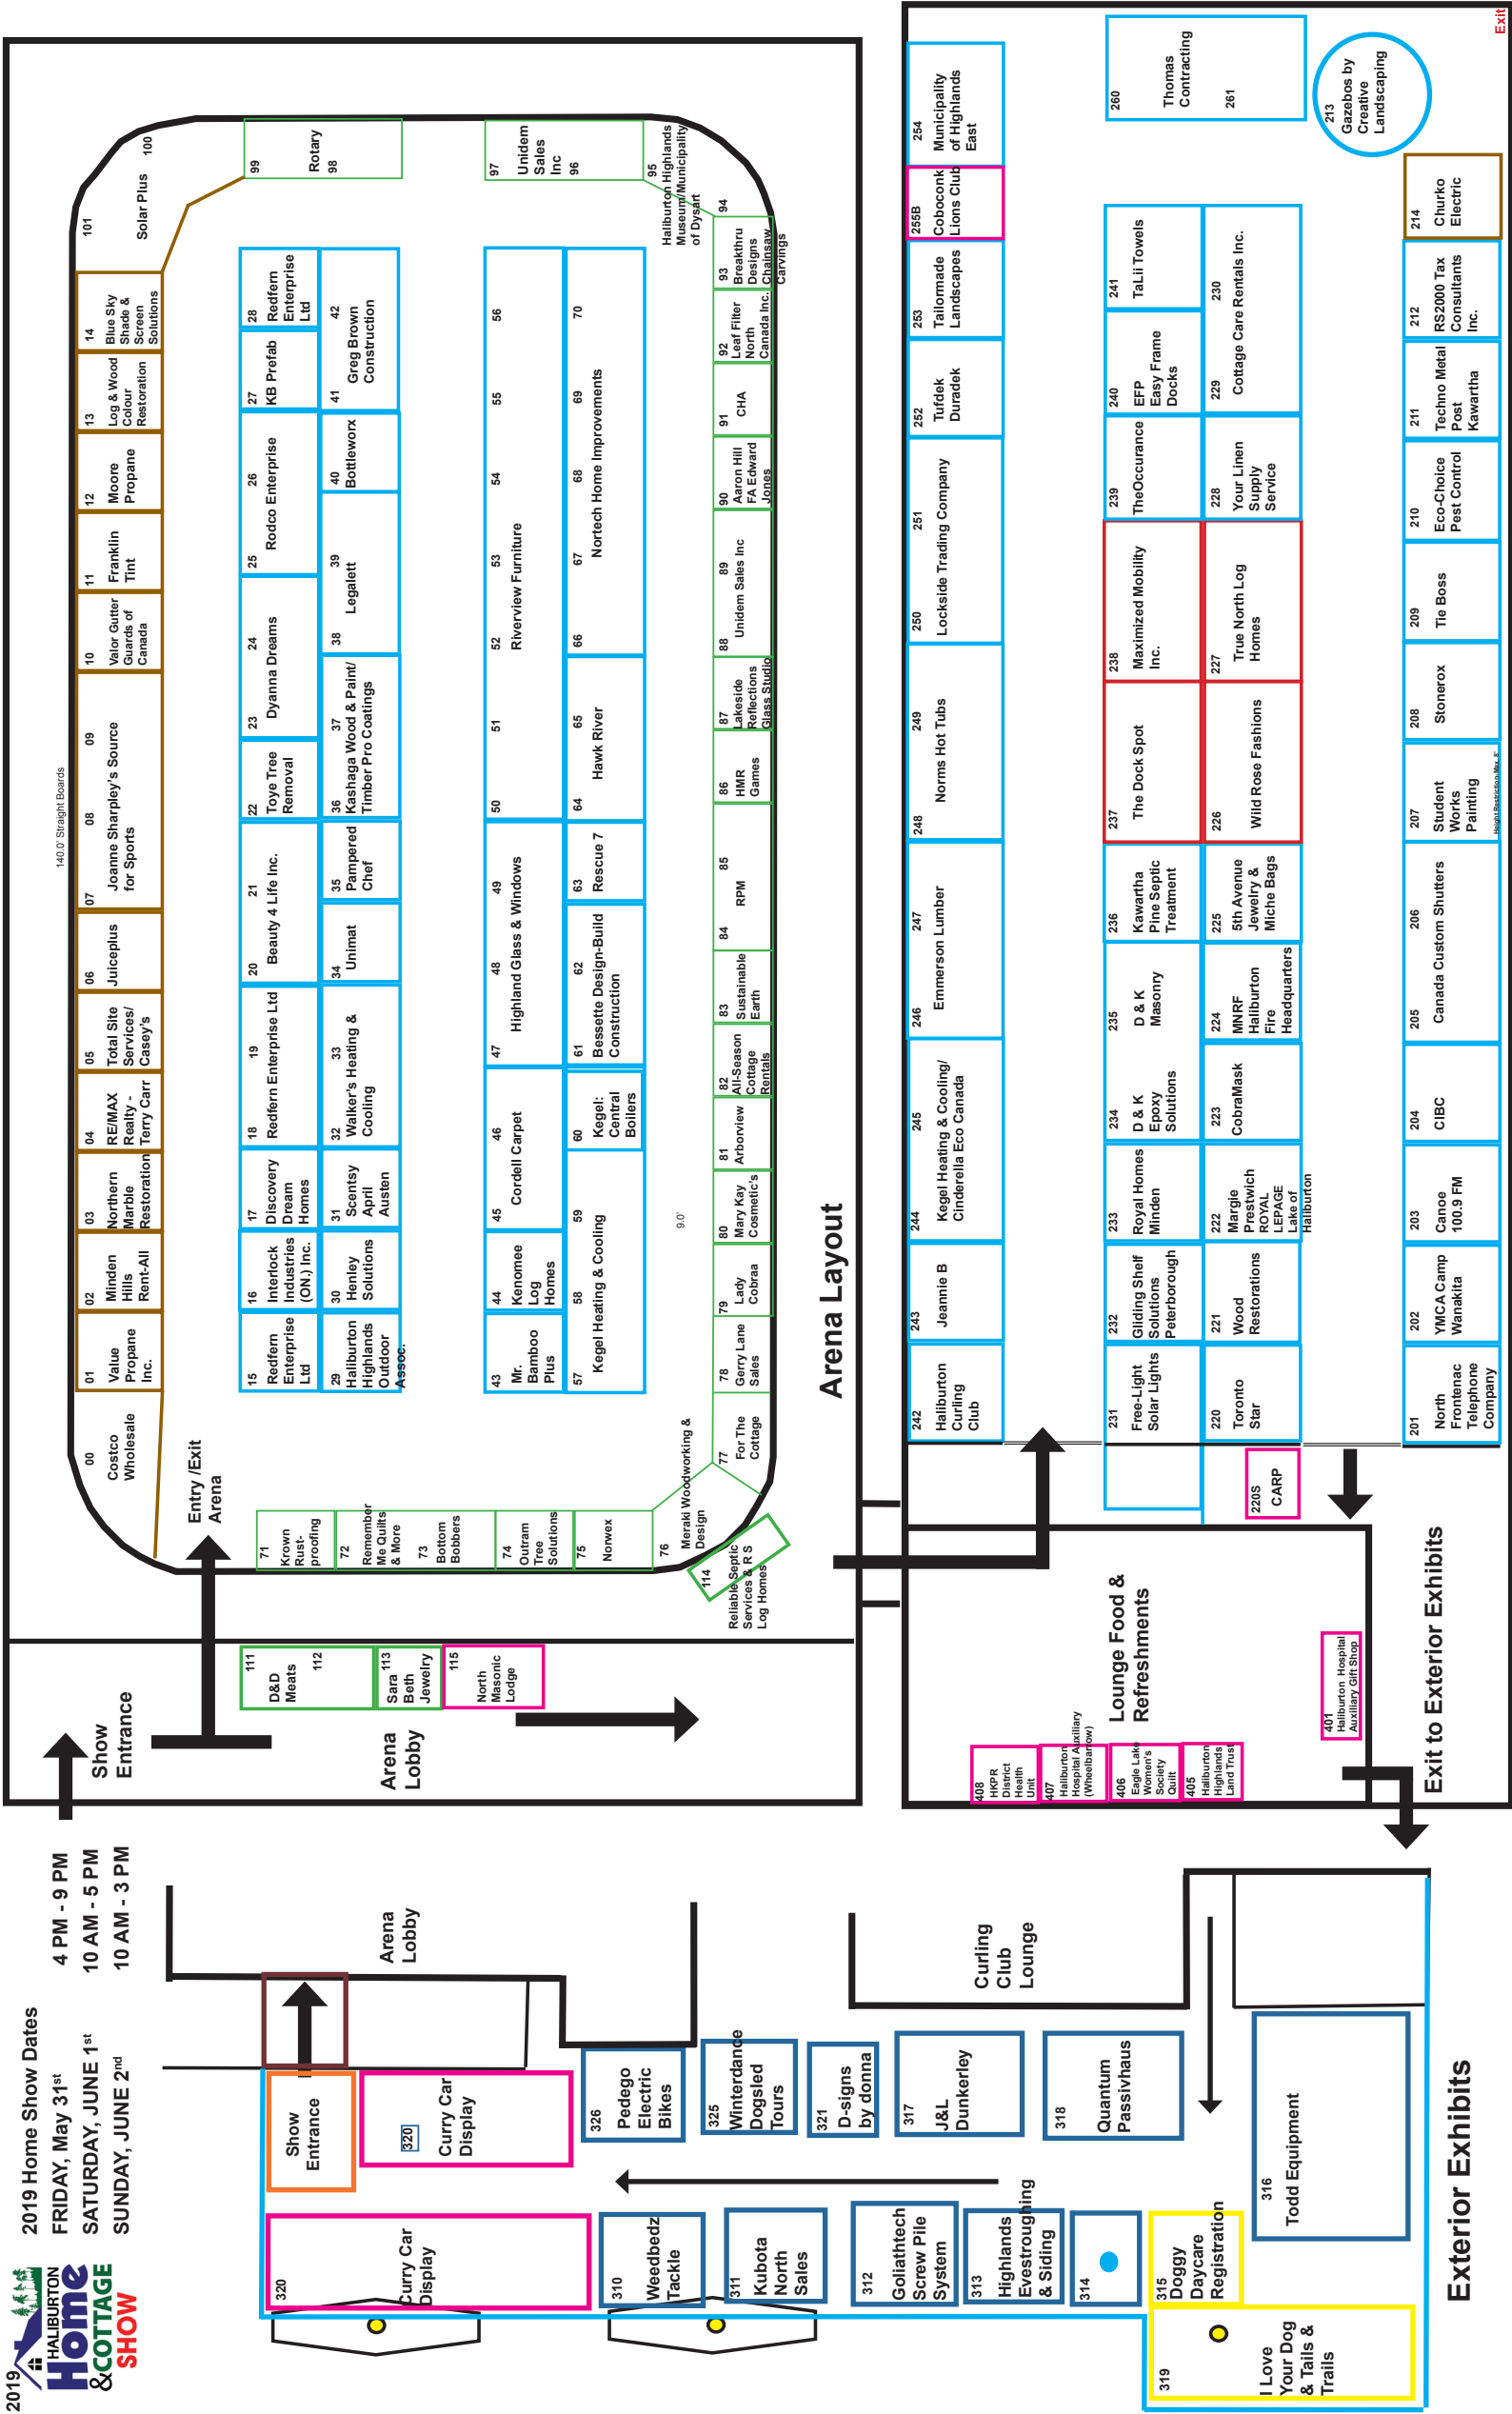 2019
HALIBURTON
Home
&COTTAGE
SHOW
2019 Home Show Dates
FRIDAY, May 31st 4 PM - 9 PM
SATURDAY, JUNE 1st 10 AM - 5 PM
SUNDAY, JUNE 2nd 10 AM - 3 PM
Show
Entrance
Entry /Exit
Arena
Arena
Lobby
111
D&D
Meats
112
113
Sara
Beth
Jewelry
115
North
Masonic
Lodge
140.0' Straight Boards
00
Costco
Wholesale
01
Value
Propane
Inc.
02
Minden
Hills
Rent-All
03
Northern
Marble
Restoration
04
RE/MAX
Realty -
Terry Carr
05
Total Site
Services/
Casey's
06
Juiceplus
07 08 09
Joanne Sharpley's Source
for Sports
10
Valor Gutter
Guards of
Canada
11
Franklin
Tint
12
Moore
Propane
13
Log & Wood
Colour
Restoration
14
Blue Sky
Shade &
Screen
Solutions
101
Solar Plus
100
99
Rotary
98
97
Unidem
Sales
Inc
96
95
Haliburton Highlands
Museum/Municipality
of Dysart
94
15
Redfern
Enterprise
Ltd
16
Interlock
Industries
(ON.) Inc.
17
Discovery
Dream
Homes
18 19
Redfern Enterprise Ltd
20 21
Beauty 4 Life Inc.
22
Toye Tree
Removal
23 24
Dyanna Dreams
25 26
Rodco Enterprise
27
KB Prefab
28
Redfern
Enterprise
Ltd
29
Haliburton
Highlands
Outdoor
Assoc.
30
Henley
Solutions
31
Scentsy
April
Austen
32 33
Walker's Heating &
Cooling
34
Unimat
35
Pampered
Chef
36 37
Kashaga Wood & Paint/
Timber Pro Coatings
38 39
Legalett
40
Bottleworx
41 42
Greg Brown
Construction
43
Mr.
Bamboo
Plus
44
Kenomee
Log
Homes
45 46
Cordell Carpet
47 48 49
Highland Glass & Windows
50 51 52 53 54 55 56
Riverview Furniture
57 58 59
Kegel Heating & Cooling
60
Kegel:
Central
Boilers
61 62
Bessette Design-Build
Construction
63
Rescue 7
64 65
Hawk River
66 67 68 69 70
Nortech Home Improvements
71
Krown
Rust-
proofing
72
Remember
Me Quilts
& More
73
Bottom
Bobbers
74
Outram
Tree
Solutions
75
Norwex
76
Meraki Woodworking &
Design
114
Reliable Septic
Services & R S
Log Homes
9.0'
77
For The
Cottage
78
Gerry Lane
Sales
79
Lady
Cobraa
80
Mary Kay
Cosmetic's
81
Arborview
82
All-Season
Cottage
Rentals
83
Sustainable
Earth
84 85
RPM
86
HMR
Games
87
Lakeside
Reflections
Glass Studio
88 89
Unidem Sales Inc
90
Aaron Hill
FA Edward
Jones
91
CHA
92
Leaf Filter
North
Canada Inc.
93
Breakthru
Designs
Chainsaw
Carvings
Arena Layout
242
Haliburton
Curling
Club
243
Jeannie B
244 245
Kegel Heating & Cooling/
Cinderella Eco Canada
246 247
Emmerson Lumber
248 249
Norms Hot Tubs
250 251
Lockside Trading Company
252
Tufdek
Duradek
253
Tailormade
Landscapes
255B
Coboconk
Lions Club
254
Municipality
of Highlands
East
231
Free-Light
Solar Lights
232
Gliding Shelf
Solutions
Peterborough
233
Royal Homes
Minden
234
D & K
Epoxy
Solutions
235
D & K
Masonry
236
Kawartha
Pine Septic
Treatment
237
The Dock Spot
238
Maximized Mobility
Inc.
239
TheOccurance
240
EFP
Easy Frame
Docks
241
TaLii Towels
260
Thomas
Contracting
261
220
Toronto
Star
221
Wood
Restorations
222
Margie
Prestwich
ROYAL
LEPAGE
Lake of
Haliburton
223
CobraMask
224
MNRF
Haliburton
Fire
Headquarters
225
5th Avenue
Jewelry &
Miche Bags
226
Wild Rose Fashions
227
True North Log
Homes
228
Your Linen
Supply
Service
229 230
Cottage Care Rentals Inc.
213
Gazebos by
Creative
Landscaping
Exit
220S
CARP
201
North
Frontenac
Telephone
Company
202
YMCA Camp
Wanakita
203
Canoe
100.9 FM
204
CIBC
205 206
Canada Custom Shutters
207
Student
Works
Painting
Height Restriction-Max. 8'
208
Stonerox
209
Tie Boss
210
Eco-Choice
Pest Control
211
Techno Metal
Post
Kawartha
212
RS2000 Tax
Consultants
Inc.
214
Churko
Electric
Lounge Food &
Refreshments
408
HKPR
District
Health
Unit
407
Haliburton
Hospital Auxiliary
(Wheelbarrow)
406
Eagle Lake
Women's
Society
Quilt
405
Haliburton
Highlands
Land Trust
401
Haliburton Hospital
Auxiliary Gift Shop
Exit to Exterior Exhibits
Arena
Lobby
Curling
Club
Lounge
Show
Entrance
320
Curry Car
Display
326
Pedego
Electric
Bikes
325
Winterdance
Dogsled
Tours
321
D-signs
by donna
317
J&L
Dunkerley
318
Quantum
Passivhaus
320
Curry Car
Display
310
Weedbedz
Tackle
311
Kubota
North
Sales
312
Goliathtech
Screw Pile
System
313
Highlands
Evestroughing
& Siding
314
315
Doggy
Daycare
Registration
316
Todd Equipment
319
I Love
Your Dog
& Tails &
Trails
Exterior Exhibits